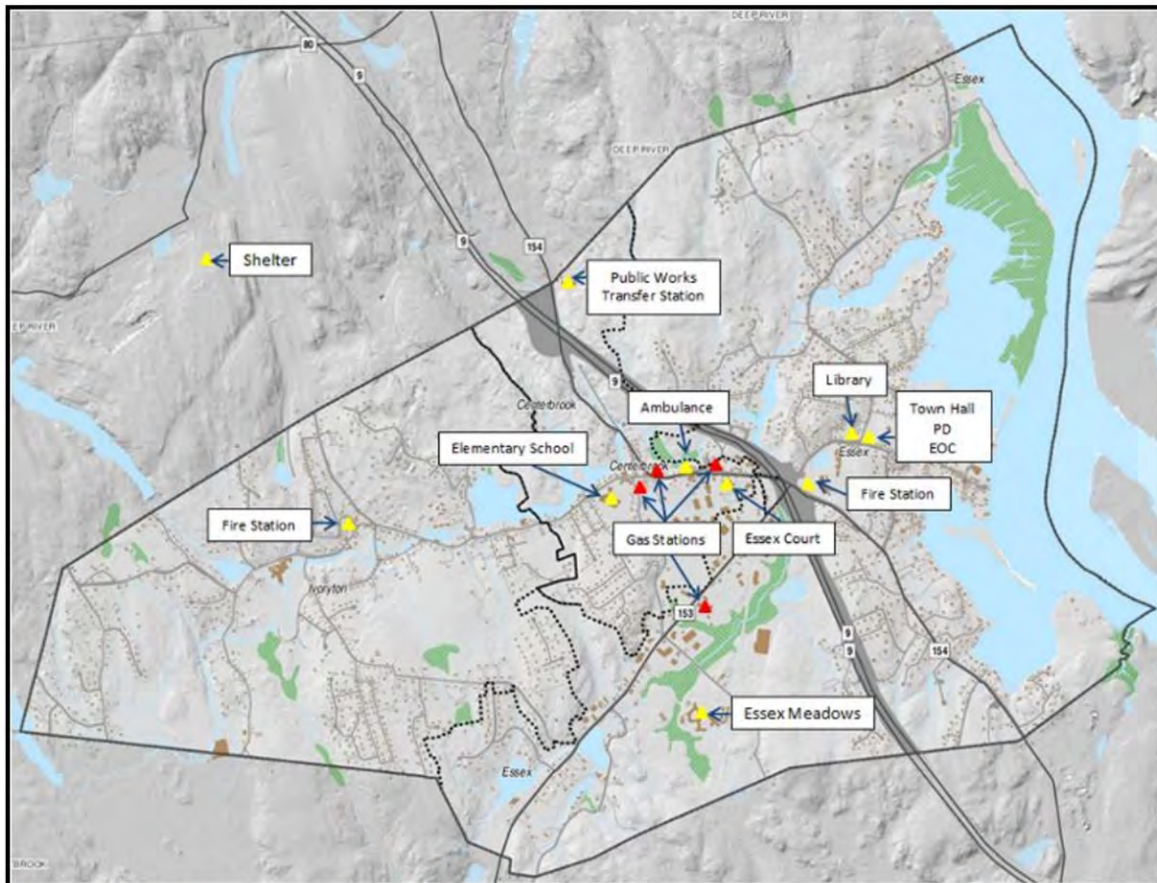 DEEP RIVER
80
9
Essex
DEEP RIVER
9
154
Shelter
Public Works
Transfer Station
EP RIVER
9
Library
Centerbrook
Ambulance
Town Hall
PD
EOC
Elementary School
Essex
Centerbrook
Fire Station
Fire Station
Gas Stations
Essex Court
Ivoryton
153
9
9
154
Essex Meadows
Essex
BROOK